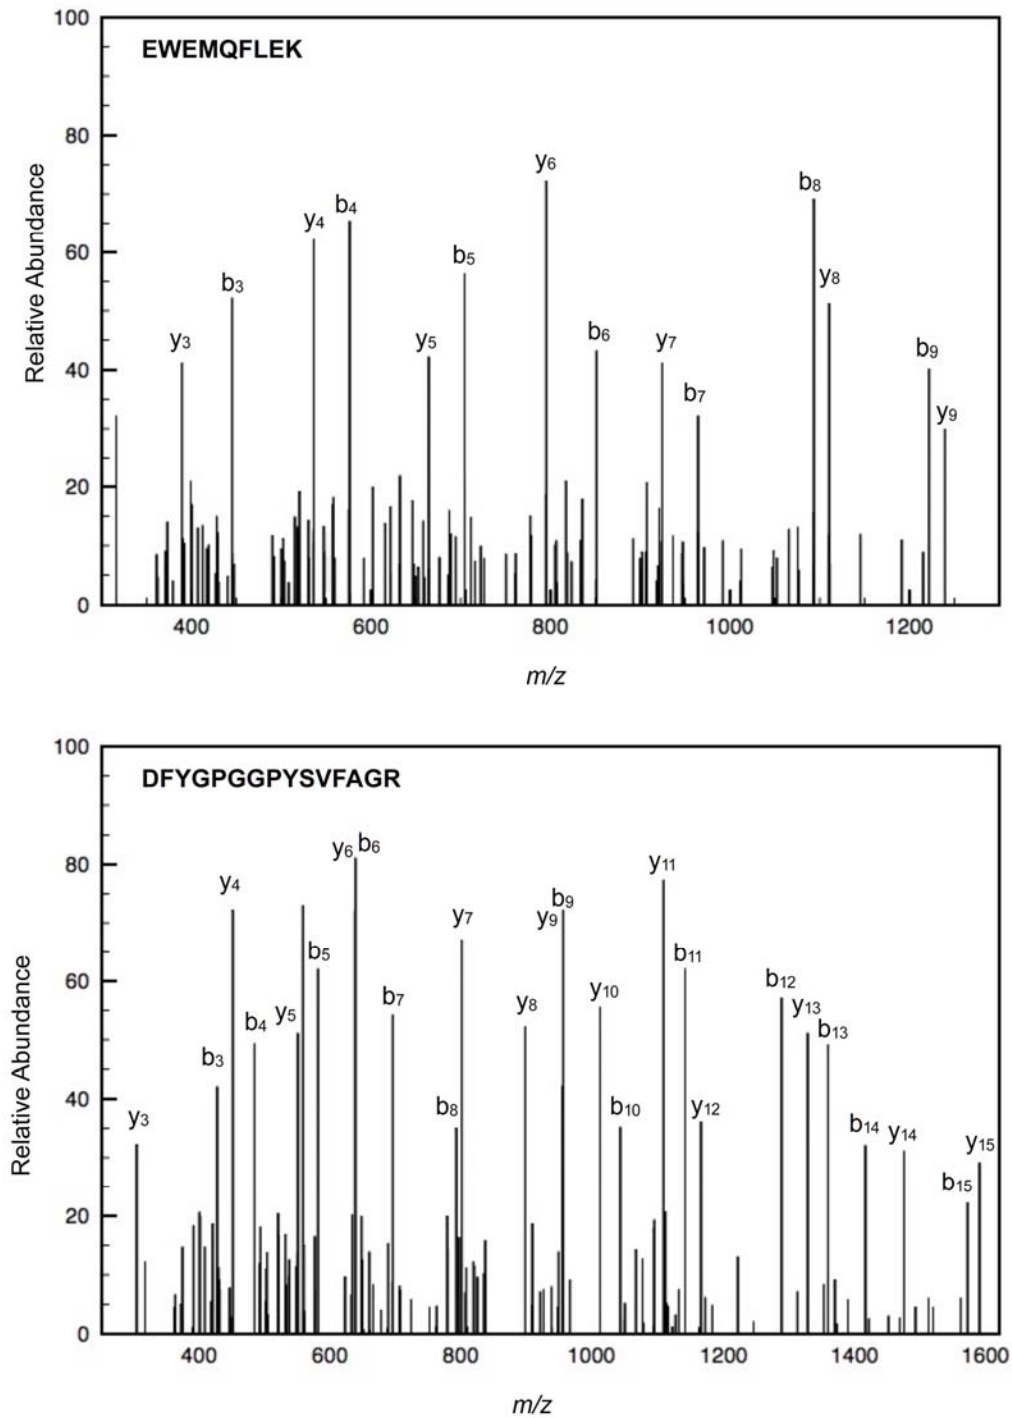 100
80
60
40
20
0
Relative Abundance
EWEMQFLEK
y3
b3
y4
b4
y5
b5
y6
b6
y7
b7
b8
y8
b9
y9
400 600 800 1000 1200
m/z
100
80
60
40
20
0
Relative Abundance
DFYGPGGPYSVFAGR
y3
b3
y4
b4
y5
b5
y6 b6
b7
b8
y7
y8
y9
b9
y10
b10
y11
b11
y12
b12
y13
b13
b14
y14
b15
y15
400 600 800 1000 1200 1400 1600
m/z